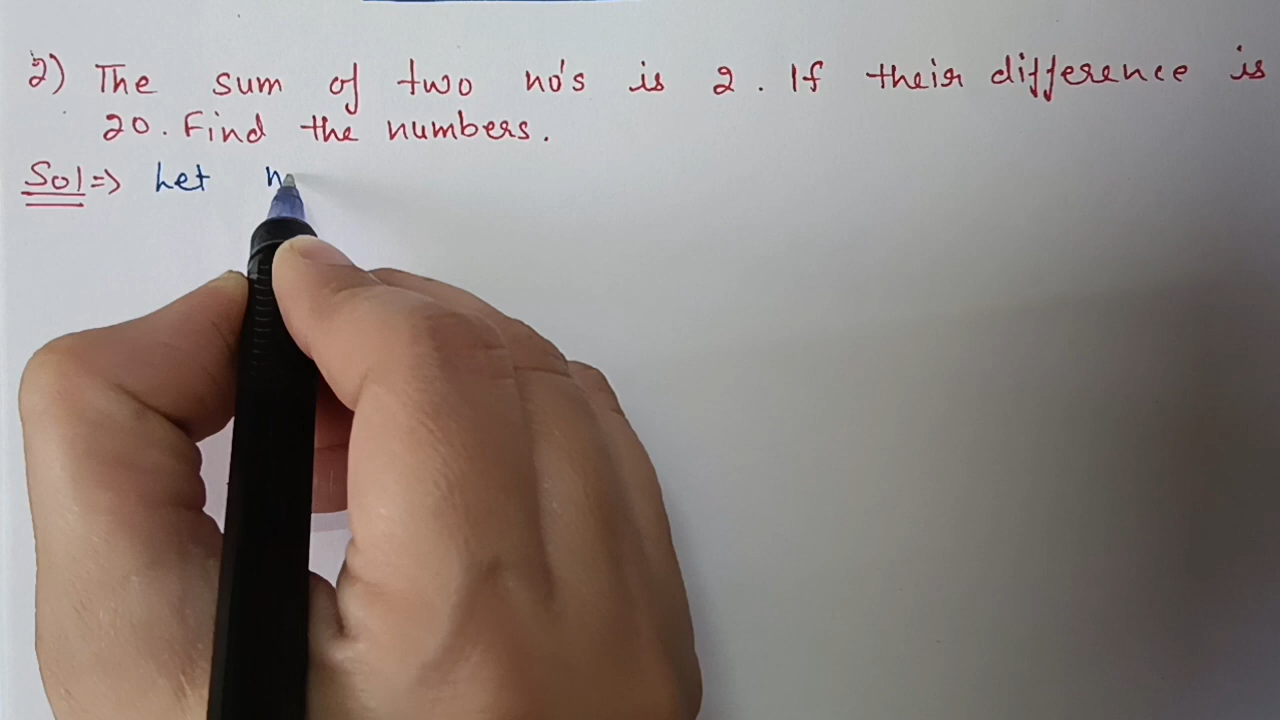 2) The sum of two no's is 2. If their difference is
20. Find the numbers.
Sol => Let